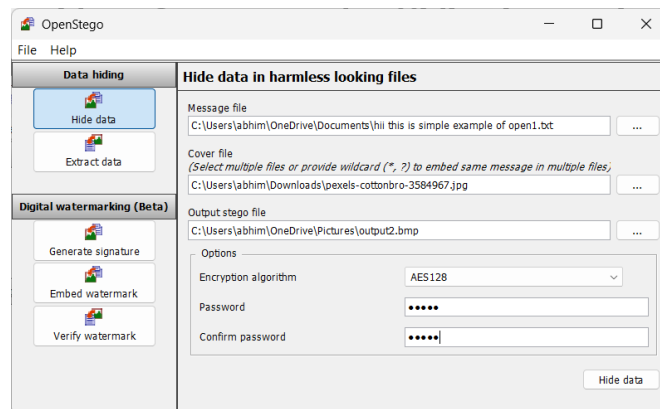 OpenStego
File Help
Data hiding
Hide data
Extract data
Digital watermarking (Beta)
Generate signature
Embed watermark
Verify watermark
Hide data in harmless looking files
Message file
C:\Users\abhim\OneDrive\Documents\hii this is simple example of open1.txt
...
Cover file
(Select multiple files or provide wildcard (*, ?) to embed same message in multiple files)
C:\Users\abhim\Downloads\pexels-cottonbro-3584967.jpg
...
Output stego file
C:\Users\abhim\OneDrive\Pictures\output2.bmp
...
Options
Encryption algorithm AES128
Password •••••
Confirm password •••••
Hide data